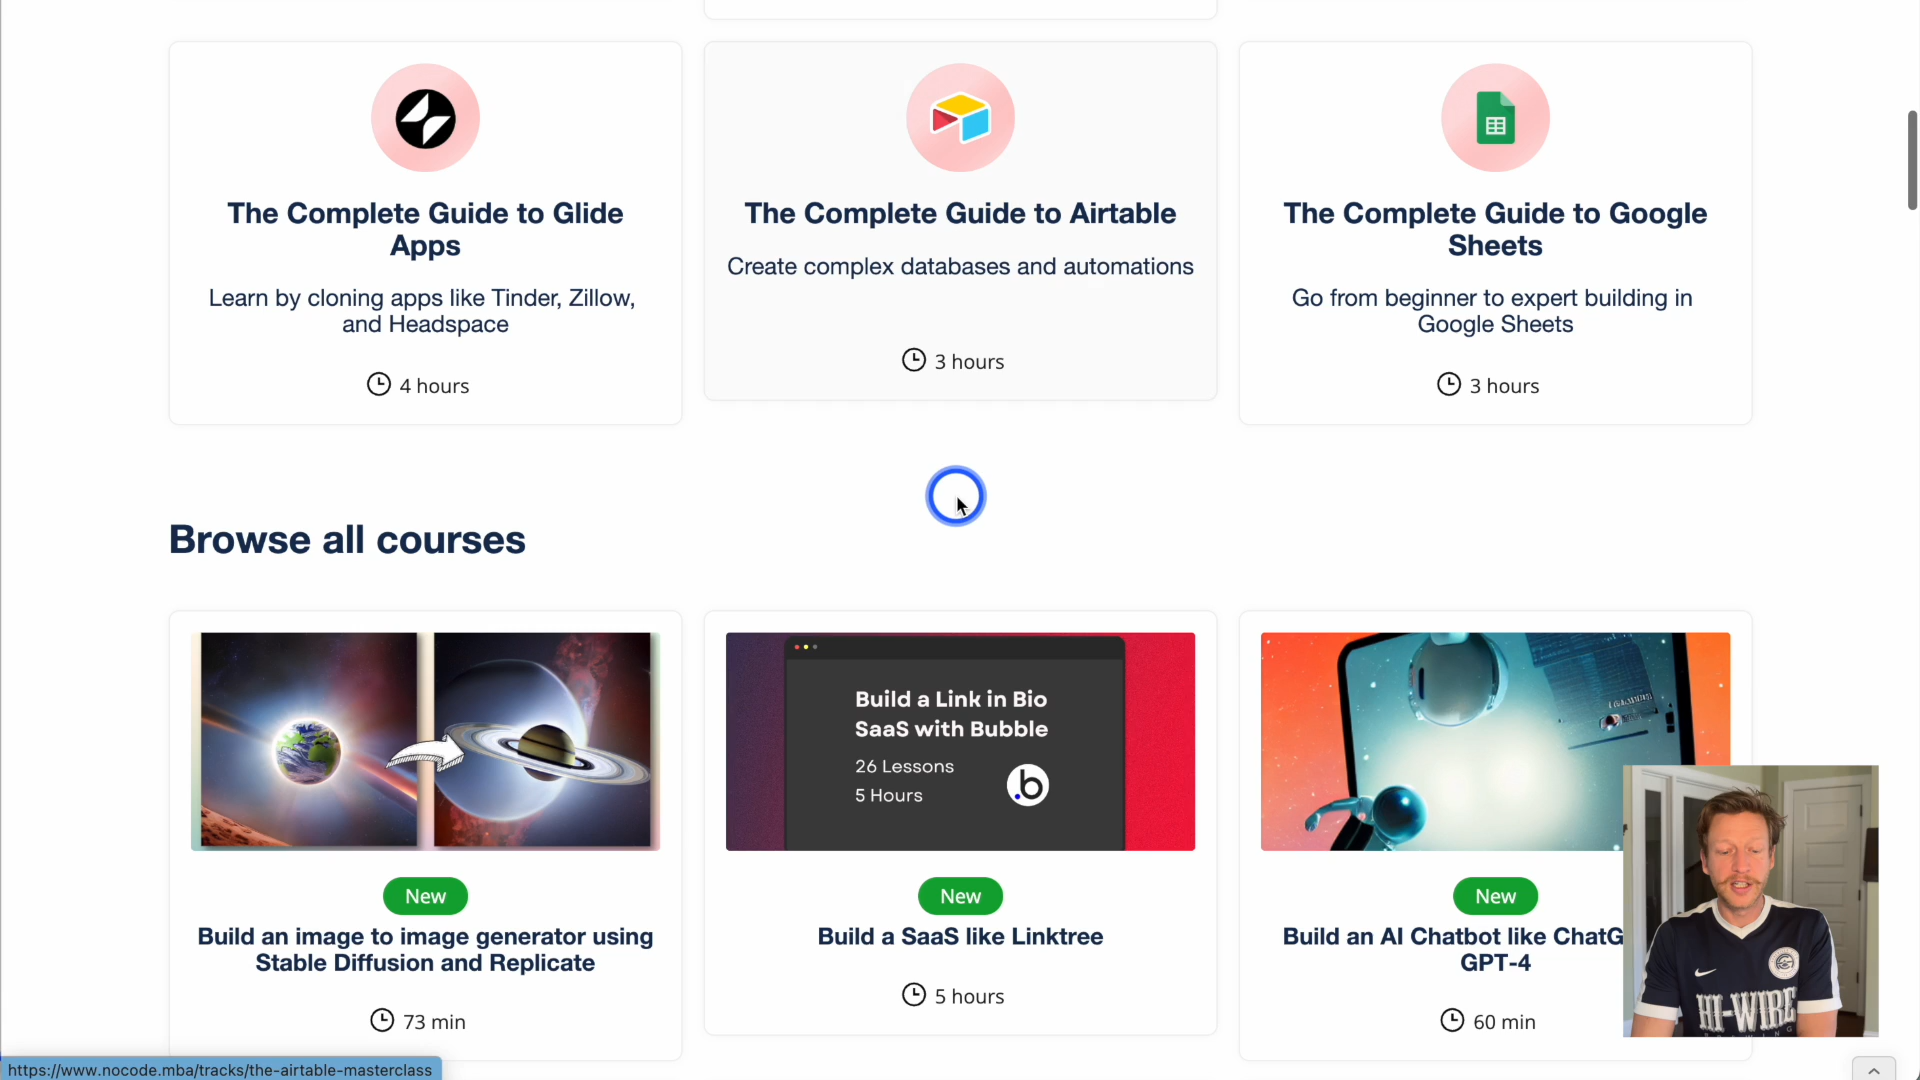 The Complete Guide to Glide
Apps
Learn by cloning apps like Tinder, Zillow,
and Headspace
4 hours
The Complete Guide to Airtable
Create complex databases and automations
3 hours
The Complete Guide to Google
Sheets
Go from beginner to expert building in
Google Sheets
3 hours
Browse all courses
Build a Link in Bio
SaaS with Bubble
26 Lessons
5 Hours
.b
New
Build an image to image generator using
Stable Diffusion and Replicate
73 min
New
Build a SaaS like Linktree
5 hours
New
Build an AI Chatbot like ChatG
GPT-4
60 min
HI-WIRE
https://www.nocode.mba/tracks/the-airtable-masterclass